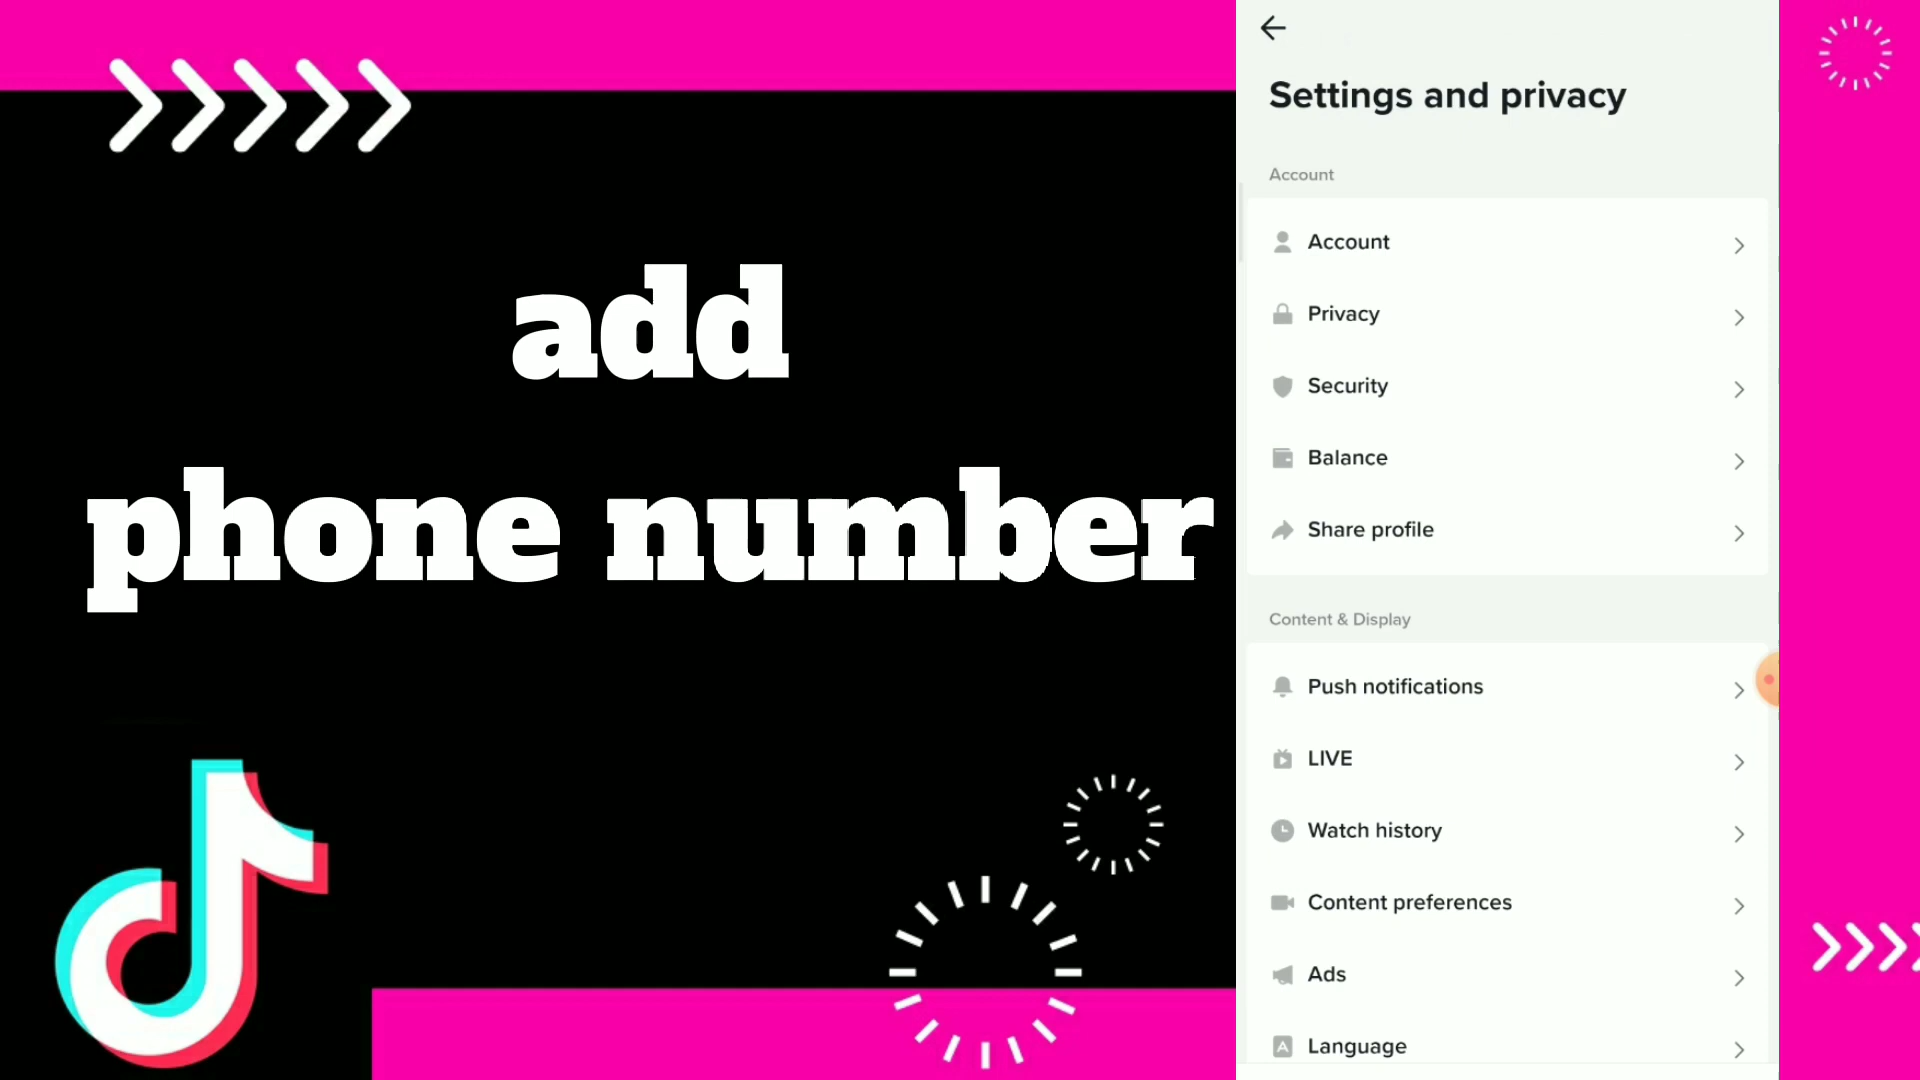 add
phone number
Settings and privacy
Account
Account
Privacy
Security
Balance
Share profile
Content & Display
Push notifications
LIVE
Watch history
Content preferences
Ads
Language